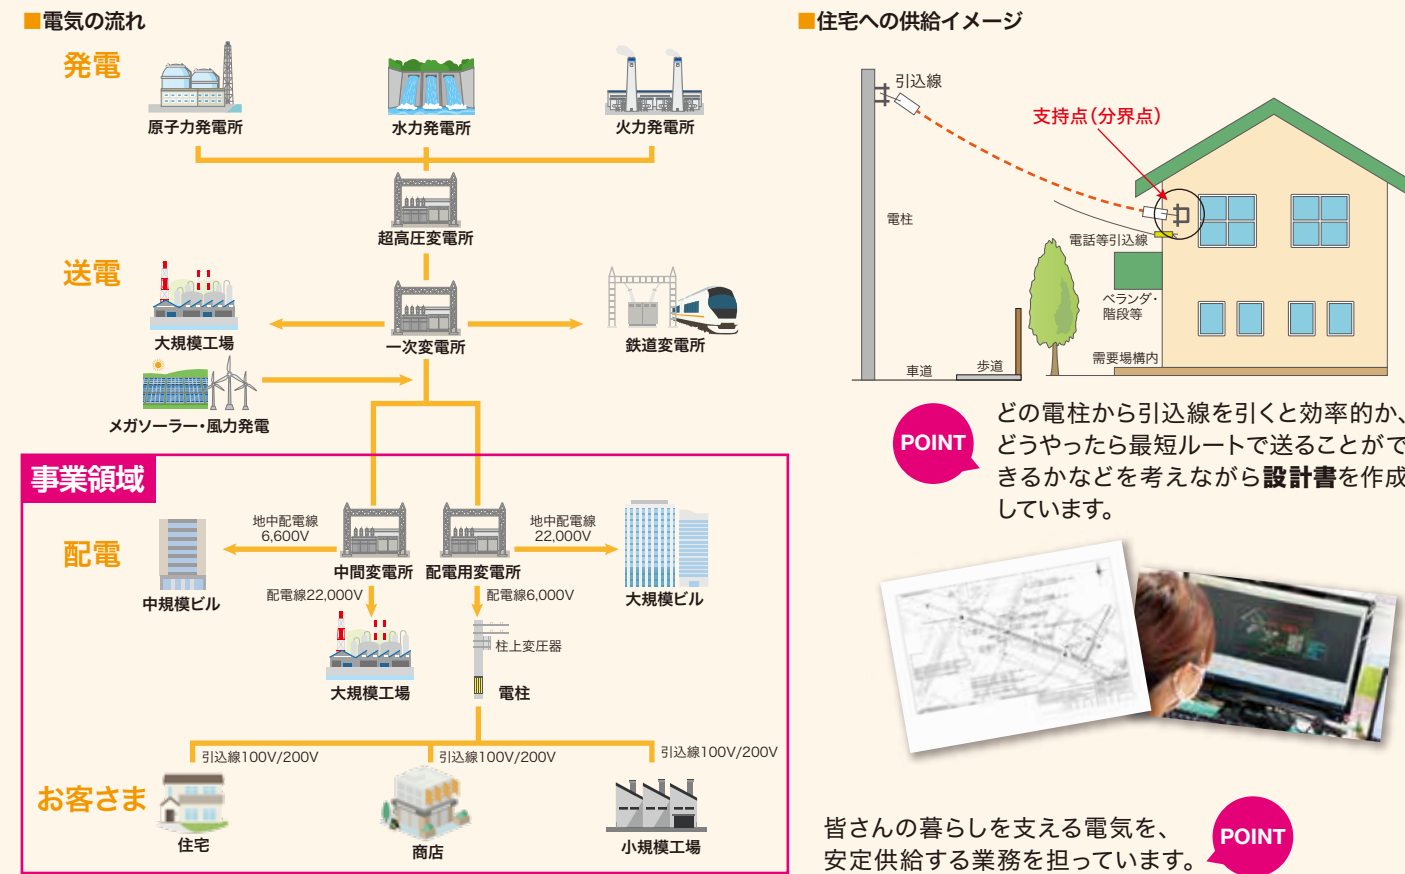 ■電気の流れ
発電
原子力発電所
水力発電所
火力発電所
超高圧変電所
送電
大規模工場
一次変電所
鉄道変電所
メガソーラー・風力発電
事業領域
配電
地中配電線
6,600V
地中配電線
22,000V
中規模ビル
中間変電所
配電用変電所
大規模ビル
配電線22,000V
配電線6,000V
柱上変圧器
大規模工場
電柱
引込線100V/200V
引込線100V/200V
引込線100V/200V
お客さま
住宅
商店
小規模工場
■住宅への供給イメージ
引込線
支持点(分界点)
電柱
電話等引込線
ベランダ・
階段等
需要場構内
車道
歩道
POINT
どの電柱から引込線を引くと効率的か、
どうやったら最短ルートで送ることがで
きるかなどを考えながら設計書を作成
しています。
皆さんの暮らしを支える電気を、
安定供給する業務を担っています。
POINT